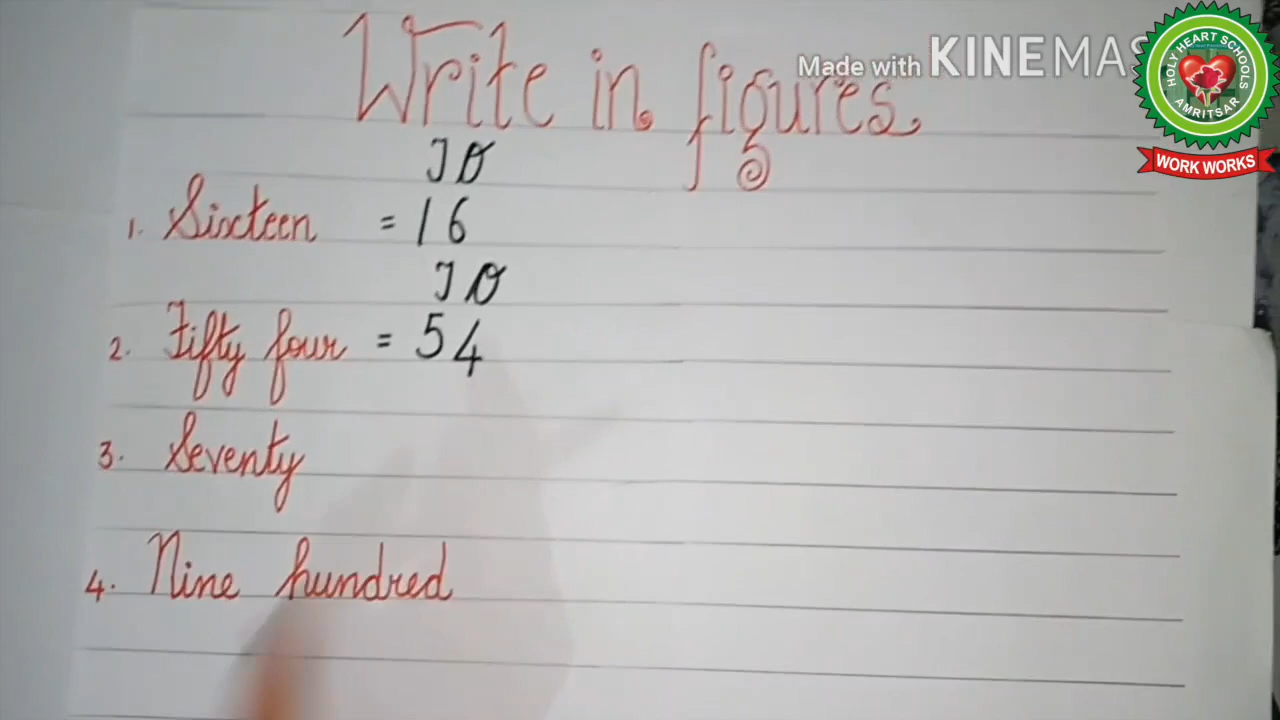 Write in figures
Made with KINEMAS
HOLY HEART SCHOOLS
AMRITSAR
WORK WORKS
T O
1. Sixteen = 16
T O
2. Fifty four = 54
3. Seventy
4. Nine hundred